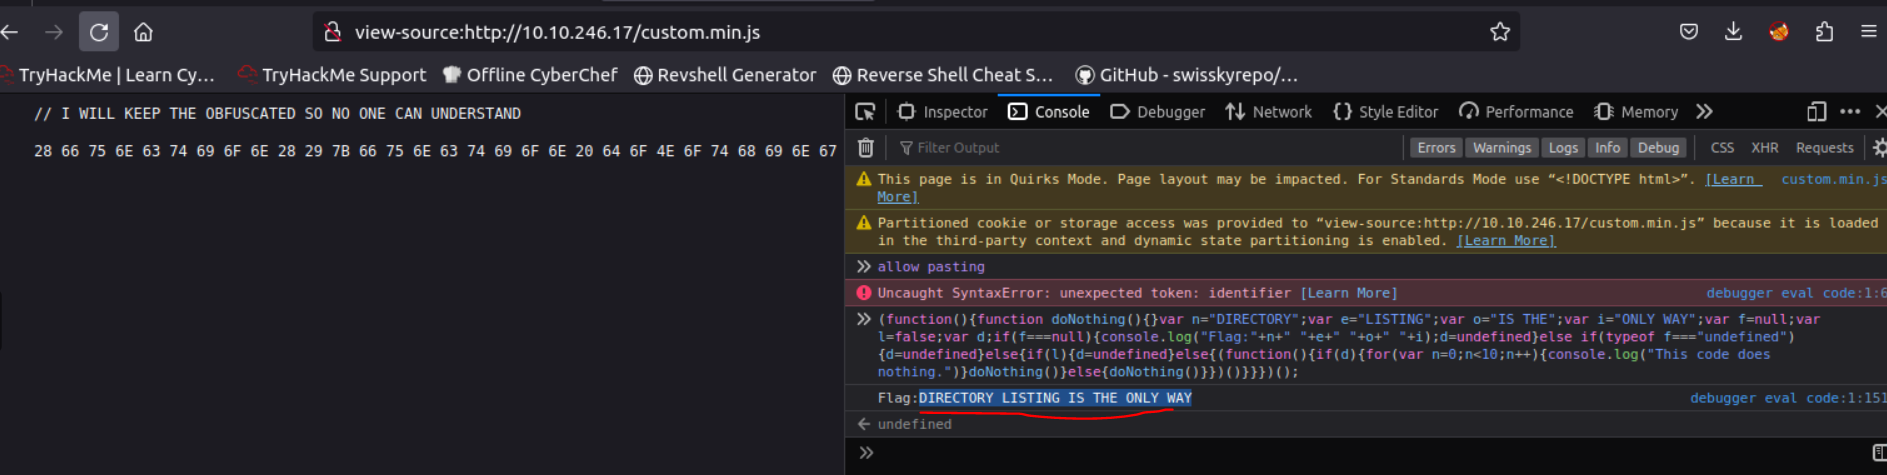 view-source:http://10.10.246.17/custom.min.js
TryHackMe | Learn Cy... TryHackMe Support Offline CyberChef Revshell Generator Reverse Shell Cheat S... GitHub - swisskyrepo/...
// I WILL KEEP THE OBFUSCATED SO NO ONE CAN UNDERSTAND
28 66 75 6E 63 74 69 6F 6E 28 29 7B 66 75 6E 63 74 69 6F 6E 20 64 6F 4E 6F 74 68 69 6E 67
Inspector Console Debugger Network Style Editor Performance Memory
Filter Output Errors Warnings Logs Info Debug CSS XHR Requests
This page is in Quirks Mode. Page layout may be impacted. For Standards Mode use “<!DOCTYPE html>”. [Learn custom.min.js
More]
Partitioned cookie or storage access was provided to “view-source:http://10.10.246.17/custom.min.js” because it is loaded
in the third-party context and dynamic state partitioning is enabled. [Learn More]
» allow pasting
Uncaught SyntaxError: unexpected token: identifier [Learn More] debugger eval code:1:6
» (function(){function doNothing(){}var n="DIRECTORY";var e="LISTING";var o="IS THE";var i="ONLY WAY";var f=null;var
l=false;var d;if(f===null){console.log("Flag:"+n+" "+e+" "+o+" "+i);d=undefined}else if(typeof f==="undefined")
{d=undefined}else{if(l){d=undefined}else{(function(){if(d){for(var n=0;n<10;n++){console.log("This code does
nothing.")}doNothing()}else{doNothing()}})()}}})();
Flag:DIRECTORY LISTING IS THE ONLY WAY debugger eval code:1:151
undefined
»